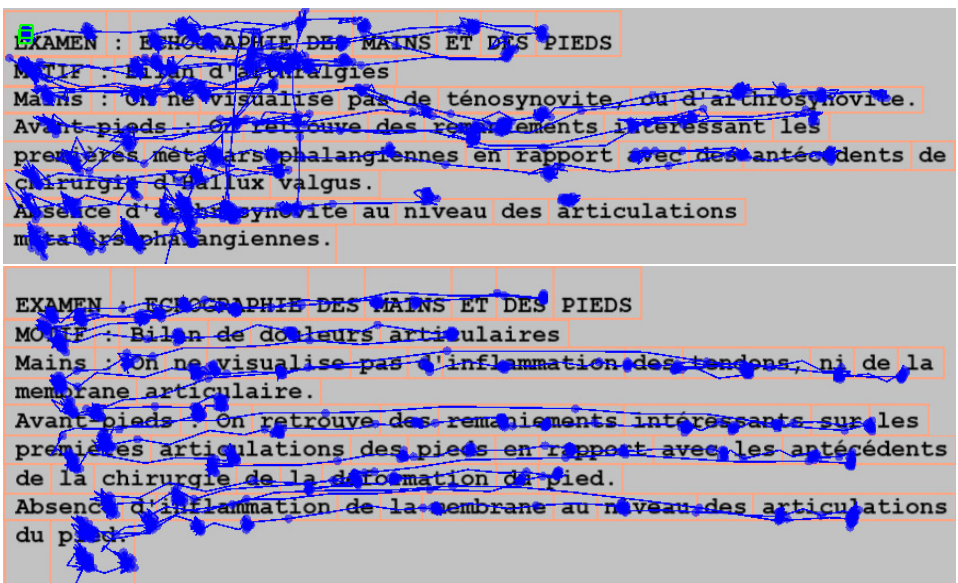 EXAMEN : ECHOGRAPHIE DES MAINS ET DES PIEDS
MOTIF : Bilan d'arthralgies
Mains : On ne visualise pas de ténosynovite, ou d'arthrosynovite.
Avant-pieds : On retrouve des remaniements intéressant les
premières métatarsophalangiennes en rapport avec des antécédents de
chirurgie d'Hallux valgus.
Absence d'arthrosynovite au niveau des articulations
métatarsophalangiennes.
EXAMEN : ECHOGRAPHIE DES MAINS ET DES PIEDS
MOTIF : Bilan de douleurs articulaires
Mains : On ne visualise pas d'inflammation des tendons, ni de la
membrane articulaire.
Avant-pieds : On retrouve des remaniements intéressants sur les
premières articulations des pieds en rapport avec les antécédents
de la chirurgie de la déformation du pied.
Absence d'inflammation de la membrane au niveau des articulations
du pied.